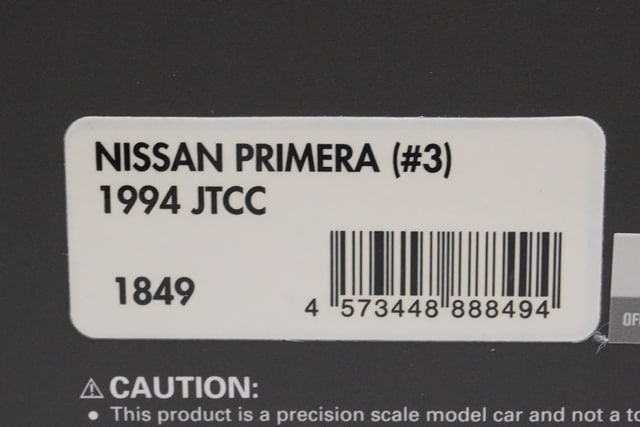 NISSAN PRIMERA (#3)
1994 JTCC
1849
4 573448 888494
⚠ CAUTION:
• This product is a precision scale model car and not a